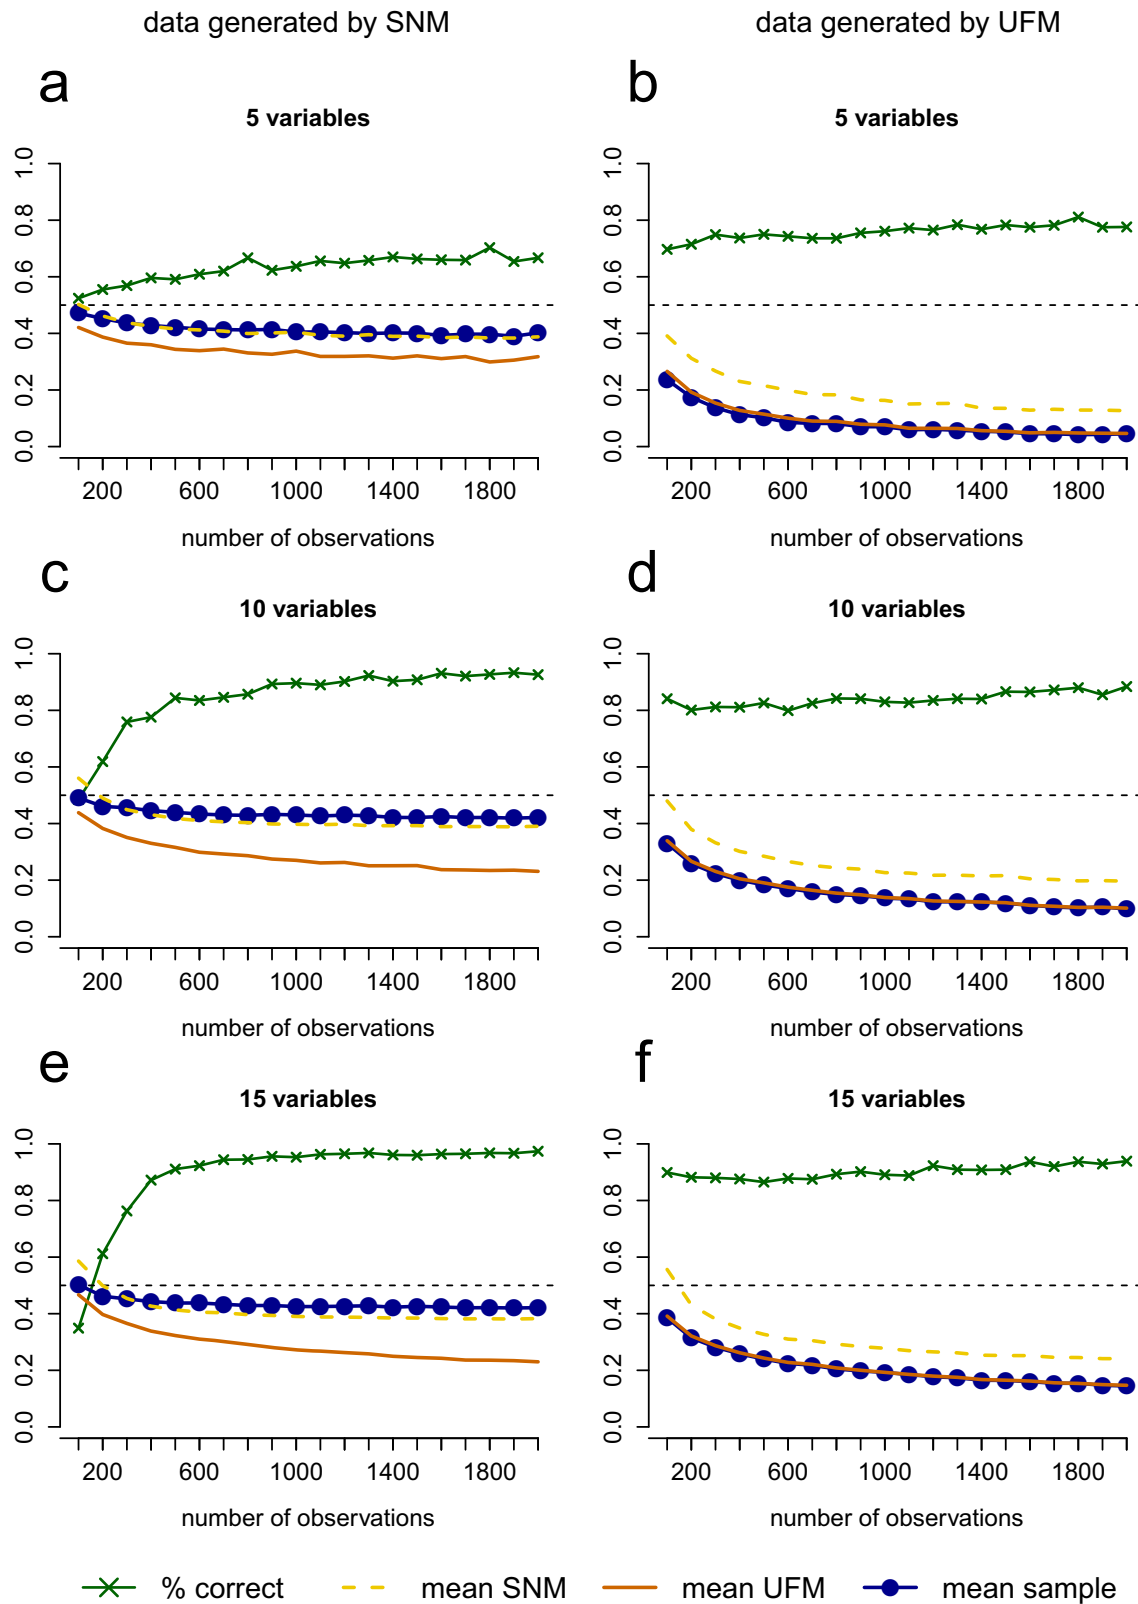 data generated by SNM
data generated by UFM
a
b
5 variables
5 variables
1.0
0.8
0.6
0.4
0.2
0.0
200 600 1000 1400 1800
number of observations
1.0
0.8
0.6
0.4
0.2
0.0
200 600 1000 1400 1800
number of observations
c
d
10 variables
10 variables
1.0
0.8
0.6
0.4
0.2
0.0
200 600 1000 1400 1800
number of observations
1.0
0.8
0.6
0.4
0.2
0.0
200 600 1000 1400 1800
number of observations
e
f
15 variables
15 variables
1.0
0.8
0.6
0.4
0.2
0.0
200 600 1000 1400 1800
number of observations
1.0
0.8
0.6
0.4
0.2
0.0
200 600 1000 1400 1800
number of observations
% correct mean SNM mean UFM mean sample